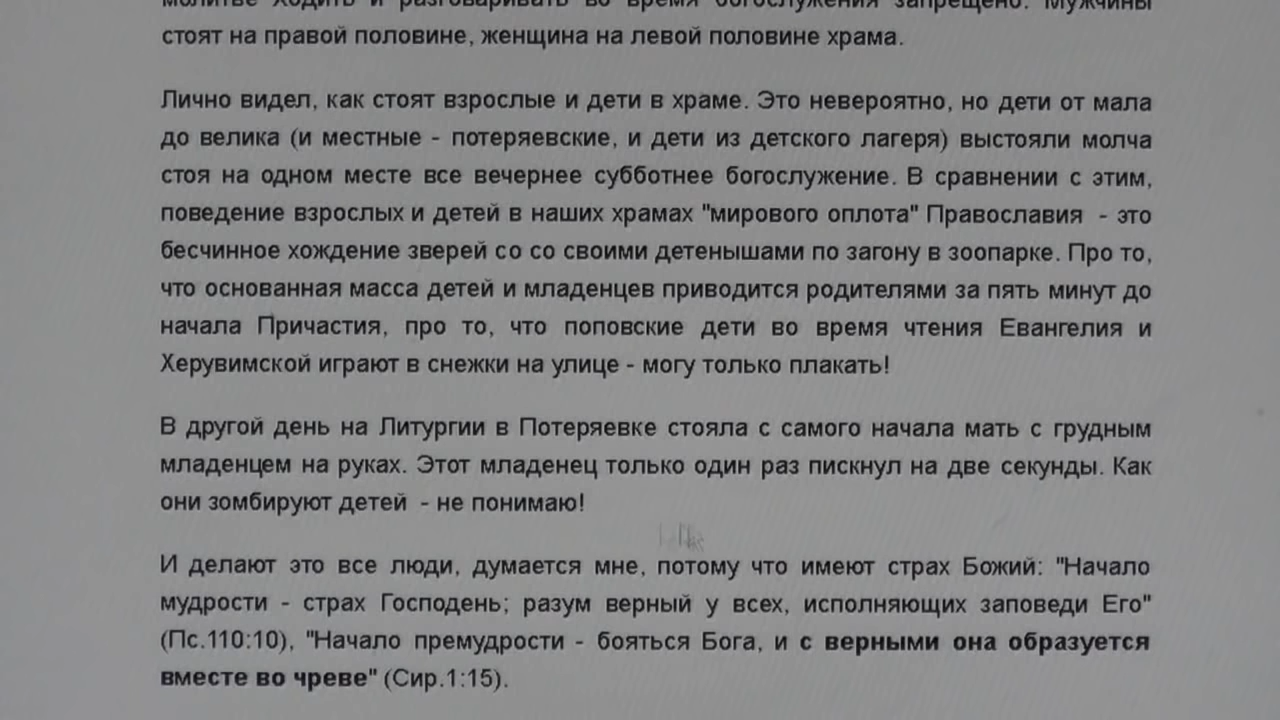 молитве ходить и разговаривать во время богослужения запрещено. Мужчины
стоят на правой половине, женщина на левой половине храма.
Лично видел, как стоят взрослые и дети в храме. Это невероятно, но дети от мала
до велика (и местные - потеряевские, и дети из детского лагеря) выстояли молча
стоя на одном месте все вечернее субботнее богослужение. В сравнении с этим,
поведение взрослых и детей в наших храмах "мирового оплота" Православия - это
бесчинное хождение зверей со со своими детенышами по загону в зоопарке. Про то,
что основанная масса детей и младенцев приводится родителями за пять минут до
начала Причастия, про то, что поповские дети во время чтения Евангелия и
Херувимской играют в снежки на улице - могу только плакать!
В другой день на Литургии в Потеряевке стояла с самого начала мать с грудным
младенцем на руках. Этот младенец только один раз пискнул на две секунды. Как
они зомбируют детей - не понимаю!
И делают это все люди, думается мне, потому что имеют страх Божий: "Начало
мудрости - страх Господень; разум верный у всех, исполняющих заповеди Его"
(Пс.110:10), "Начало премудрости - бояться Бога, и с верными она образуется
вместе во чреве" (Сир.1:15).